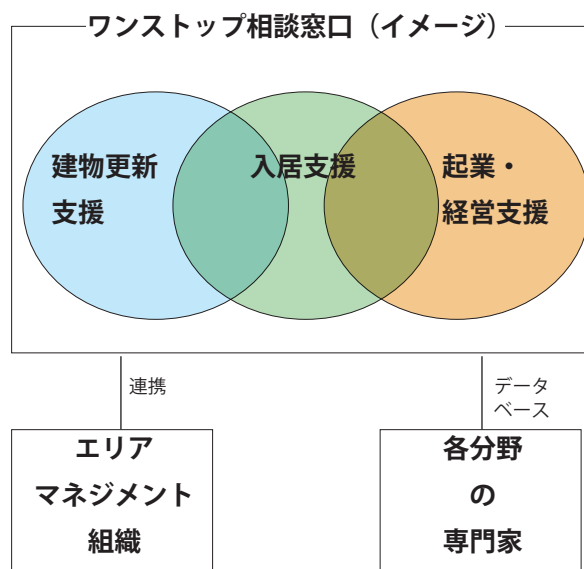 ワンストップ相談窓口（イメージ）
建物更新
支援
入居支援
起業・
経営支援
連携
データ
ベース
エリア
マネジメント
組織
各分野
の
専門家